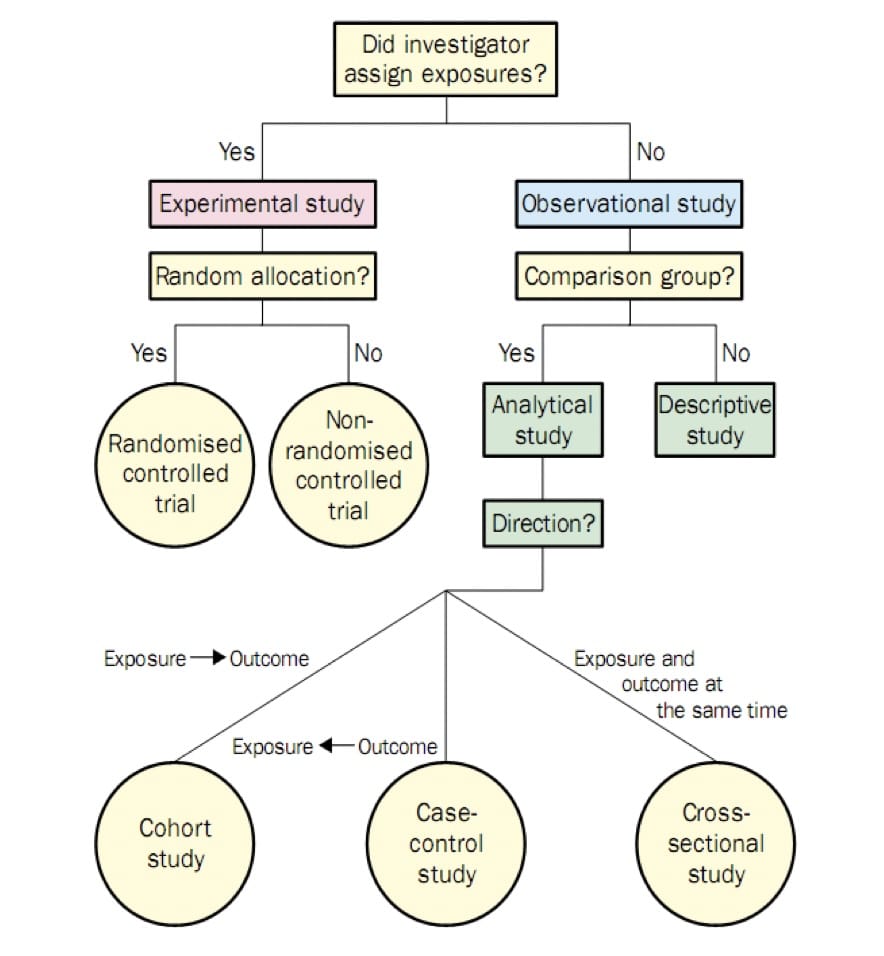 Did investigator
assign exposures?
Yes
No
Experimental study
Observational study
Random allocation?
Comparison group?
Yes
No
Yes
No
Randomised
controlled
trial
Non-
randomised
controlled
trial
Analytical
study
Descriptive
study
Direction?
Exposure → Outcome
Exposure and
outcome at
the same time
Exposure ← Outcome
Cohort
study
Case-
control
study
Cross-
sectional
study